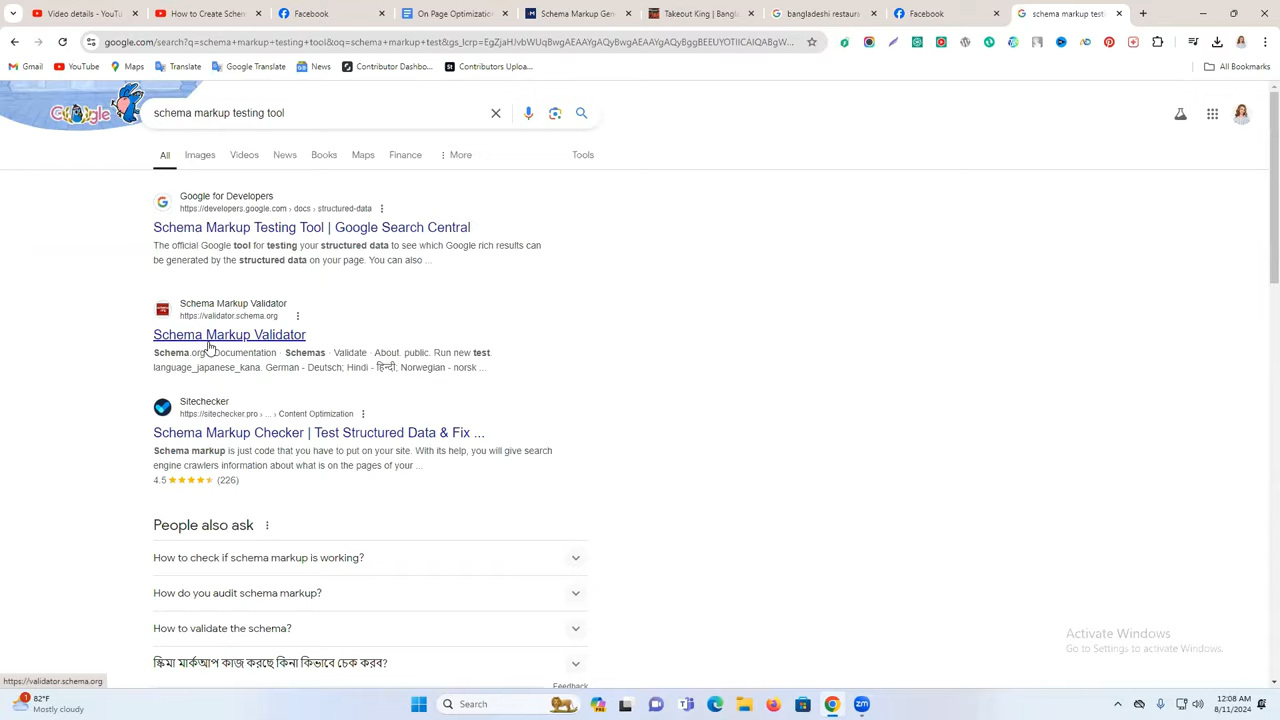 Video details - YouT
How to Create Schem
Facebook
On Page Optimizatio
Schema Markup Gen
Takeout King | Bangl
bangladeshi restaur
Facebook
schema markup test
google.com/search?q=schema+markup+testing+tool&oq=schema+markup+test&gs_lcrp=EgZjaHJvbWUqBwgAEAAYgAQyBwgAEAAYgAQyBggBEEUYOTIICAIQABgW...
Gmail
YouTube
Maps
Translate
Google Translate
News
Contributor Dashbo...
Contributors Uploa...
All Bookmarks
Google
schema markup testing tool
All
Images
Videos
News
Books
Maps
Finance
More
Tools
Google for Developers
https://developers.google.com › docs › structured-data
Schema Markup Testing Tool | Google Search Central
The official Google tool for testing your structured data to see which Google rich results can
be generated by the structured data on your page. You can also ...
Schema Markup Validator
https://validator.schema.org
Schema Markup Validator
Schema.org Documentation · Schemas · Validate · About. public. Run new test.
language_japanese_kana. German - Deutsch; Hindi - हिन्दी; Norwegian - norsk ...
Sitechecker
https://sitechecker.pro › ... › Content Optimization
Schema Markup Checker | Test Structured Data & Fix ...
Schema markup is just code that you have to put on your site. With its help, you will give search
engine crawlers information about what is on the pages of your ...
4.5
(226)
People also ask
How to check if schema markup is working?
How do you audit schema markup?
How to validate the schema?
স্কিমা মার্কআপ কাজ করছে কিনা কিভাবে চেক করব?
Feedback
Activate Windows
Go to Settings to activate Windows.
https://validator.schema.org
82°F
Mostly cloudy
Search
12:08 AM
8/11/2024